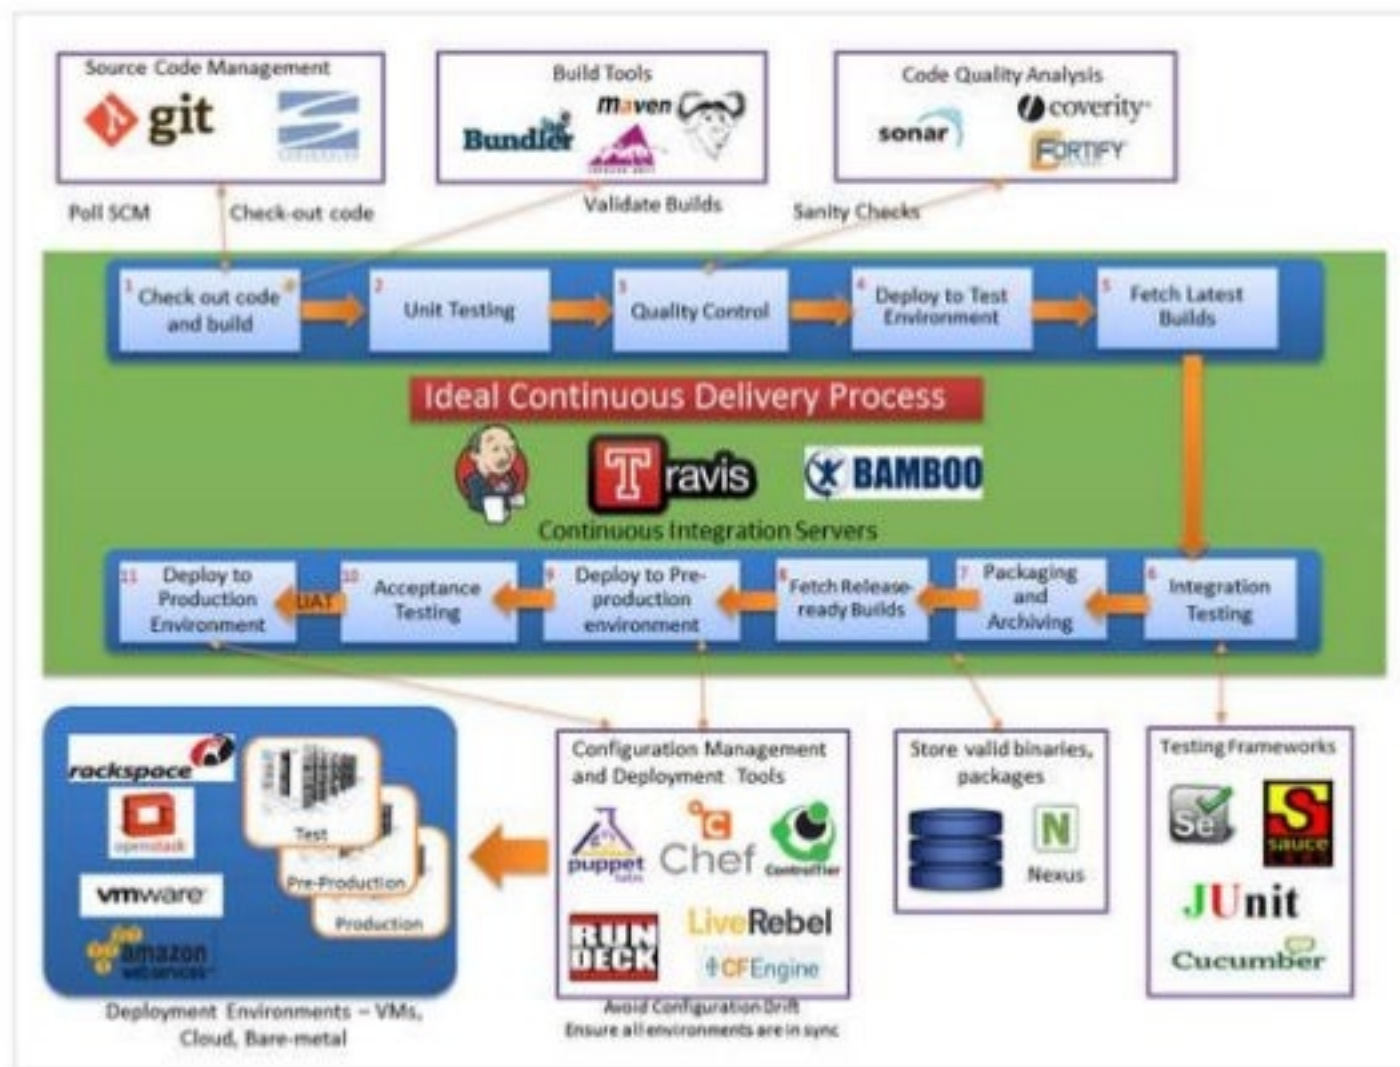 Source Code Management
git
Build Tools
Bundler
maven
Code Quality Analysis
sonar
coverity
FORTIFY
Poll SCM
Check-out code
Validate Builds
Sanity Checks
1
Check out code
and build
2
Unit Testing
3
Quality Control
4
Deploy to Test
Environment
5
Fetch Latest
Builds
Ideal Continuous Delivery Process
Travis
BAMBOO
Continuous Integration Servers
11
Deploy to
Production
Environment
UAT
10
Acceptance
Testing
9
Deploy to Pre-
production
environment
8
Fetch Release-
ready Builds
7
Packaging
and
Archiving
6
Integration
Testing
rackspace
openstack
vmware
amazon
web services
Test
Pre-Production
Production
Deployment Environments – VMs,
Cloud, Bare-metal
Configuration Management
and Deployment Tools
puppet
labs
Chef
ControlTier
RUN
DECK
LiveRebel
CFEngine
Avoid Configuration Drift
Ensure all environments are in sync
Store valid binaries,
packages
N
Nexus
Testing Frameworks
Se
S
sauce
LABS
JUnit
Cucumber